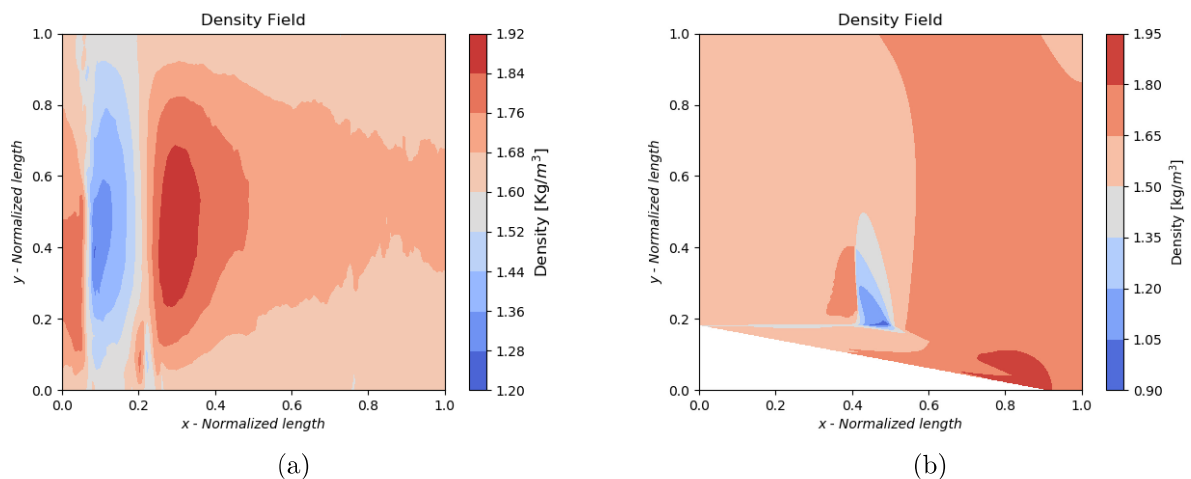 Density Field
1.0
0.8
0.6
0.4
0.2
0.0
y - Normalized length
0.0 0.2 0.4 0.6 0.8 1.0
x - Normalized length
1.92
1.84
1.76
1.68
1.60
1.52
1.44
1.36
1.28
1.20
Density [Kg/m³]
(a)
Density Field
1.0
0.8
0.6
0.4
0.2
0.0
y - Normalized length
0.0 0.2 0.4 0.6 0.8 1.0
x - Normalized length
1.95
1.80
1.65
1.50
1.35
1.20
1.05
0.90
Density [kg/m³]
(b)